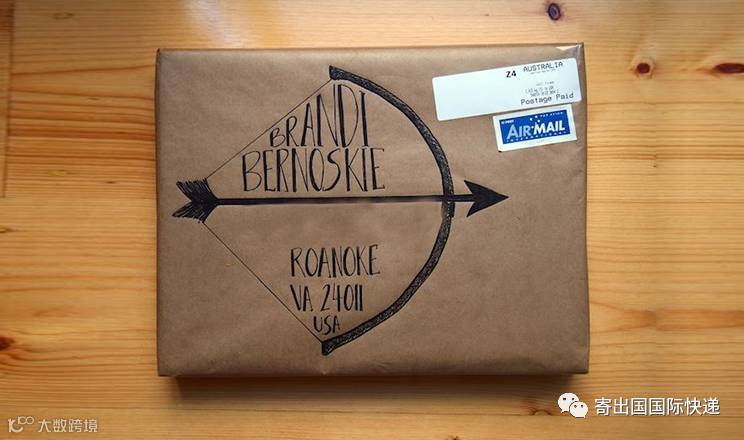 Z4 AUSTRALIA
Postage Paid
AIR MAIL
INTERNATIONAL
BRANDI
BERNOSKIE
ROANOKE
VA 24011
USA
大数跨境
寄出国国际快递